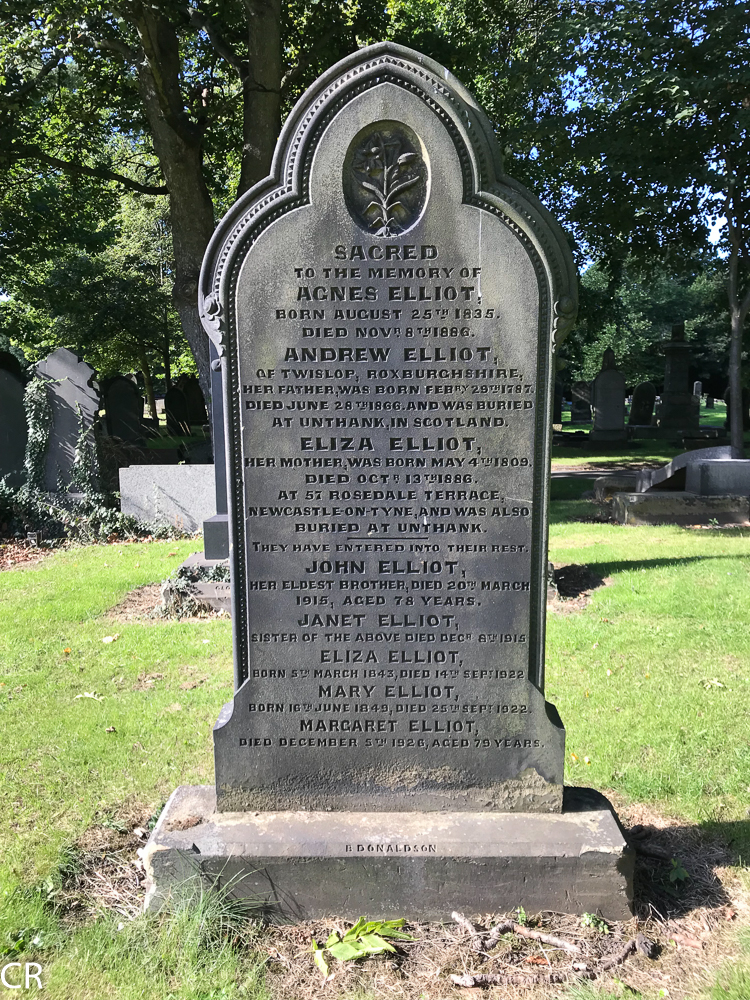 SACRED
TO THE MEMORY OF
AGNES ELLIOT,
BORN AUGUST 25TH 1835.
DIED NOVR 8TH 1886.
ANDREW ELLIOT,
OF TWISLOP, ROXBURGHSHIRE,
HER FATHER, WAS BORN FEBRY 29TH 1787.
DIED JUNE 28TH 1866. AND WAS BURIED
AT UNTHANK, IN SCOTLAND.
ELIZA ELLIOT,
HER MOTHER, WAS BORN MAY 4TH 1809.
DIED OCTR 13TH 1886.
AT 57 ROSEDALE TERRACE,
NEWCASTLE-ON-TYNE, AND WAS ALSO
BURIED AT UNTHANK.
THEY HAVE ENTERED INTO THEIR REST.
JOHN ELLIOT,
HER ELDEST BROTHER, DIED 20TH MARCH
1915, AGED 78 YEARS.
JANET ELLIOT,
SISTER OF THE ABOVE DIED DECR 8TH 1915
ELIZA ELLIOT,
BORN 5TH MARCH 1843, DIED 14TH SEPT 1922
MARY ELLIOT,
BORN 16TH JUNE 1849, DIED 25TH SEPT 1922.
MARGARET ELLIOT,
DIED DECEMBER 5TH 1926, AGED 79 YEARS.
B DONALDSON
CR